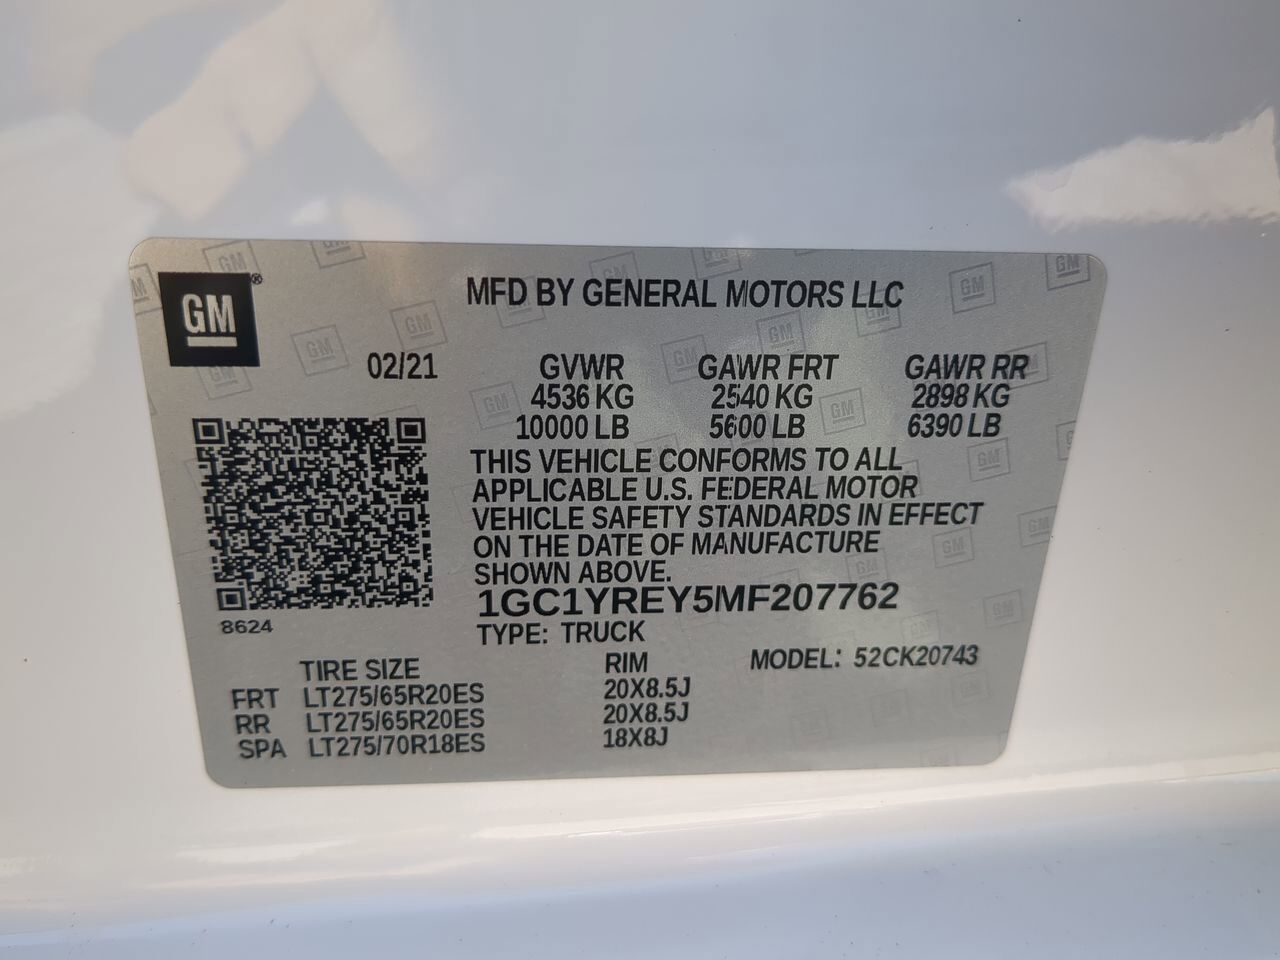 GM ®
MFD BY GENERAL MOTORS LLC
02/21 GVWR GAWR FRT GAWR RR
4536 KG 2540 KG 2898 KG
10000 LB 5600 LB 6390 LB
THIS VEHICLE CONFORMS TO ALL
APPLICABLE U.S. FEDERAL MOTOR
VEHICLE SAFETY STANDARDS IN EFFECT
ON THE DATE OF MANUFACTURE
SHOWN ABOVE.
1GC1YREY5MF207762
8624
TYPE: TRUCK
TIRE SIZE RIM MODEL: 52CK20743
FRT LT275/65R20ES 20X8.5J
RR LT275/65R20ES 20X8.5J
SPA LT275/70R18ES 18X8J